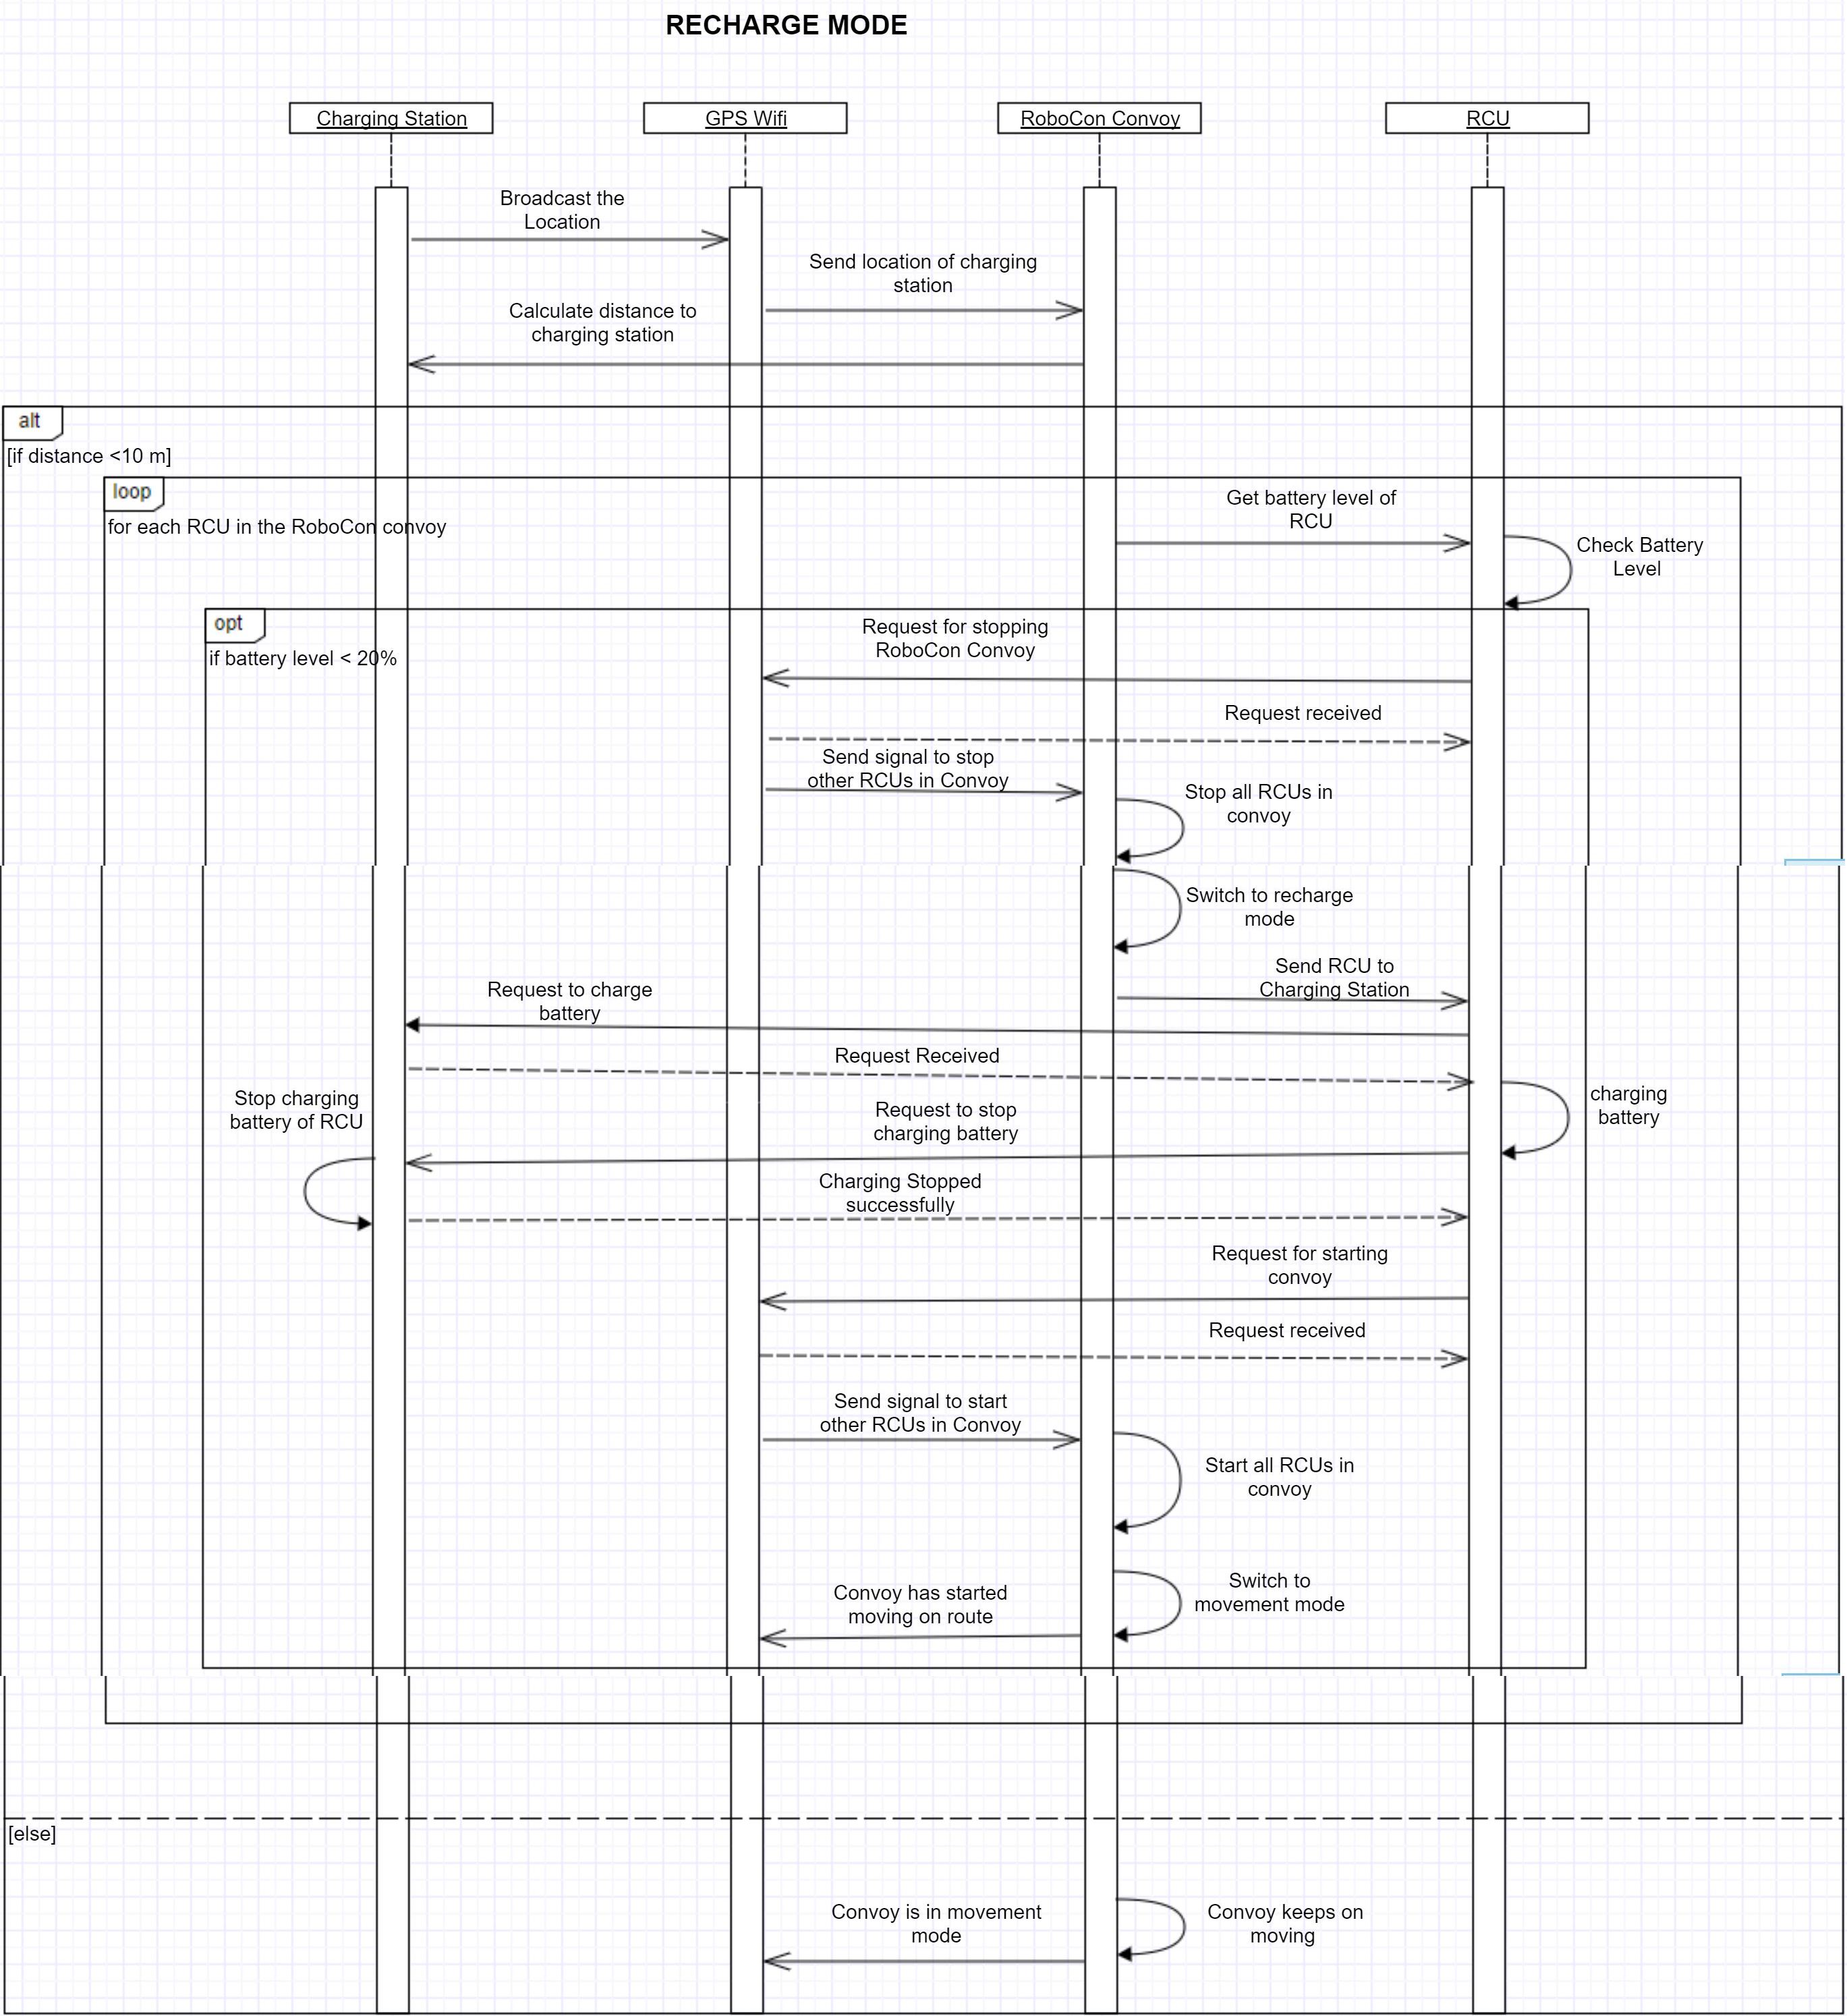 RECHARGE MODE
Charging Station
GPS Wifi
RoboCon Convoy
RCU
Broadcast the
Location
Send location of charging
station
Calculate distance to
charging station
alt
[if distance <10 m]
loop
for each RCU in the RoboCon convoy
Get battery level of
RCU
Check Battery
Level
opt
if battery level < 20%
Request for stopping
RoboCon Convoy
Request received
Send signal to stop
other RCUs in Convoy
Stop all RCUs in
convoy
Switch to recharge
mode
Send RCU to
Charging Station
Request to charge
battery
Request Received
charging
battery
Stop charging
battery of RCU
Request to stop
charging battery
Charging Stopped
successfully
Request for starting
convoy
Request received
Send signal to start
other RCUs in Convoy
Start all RCUs in
convoy
Switch to
movement mode
Convoy has started
moving on route
[else]
Convoy is in movement
mode
Convoy keeps on
moving